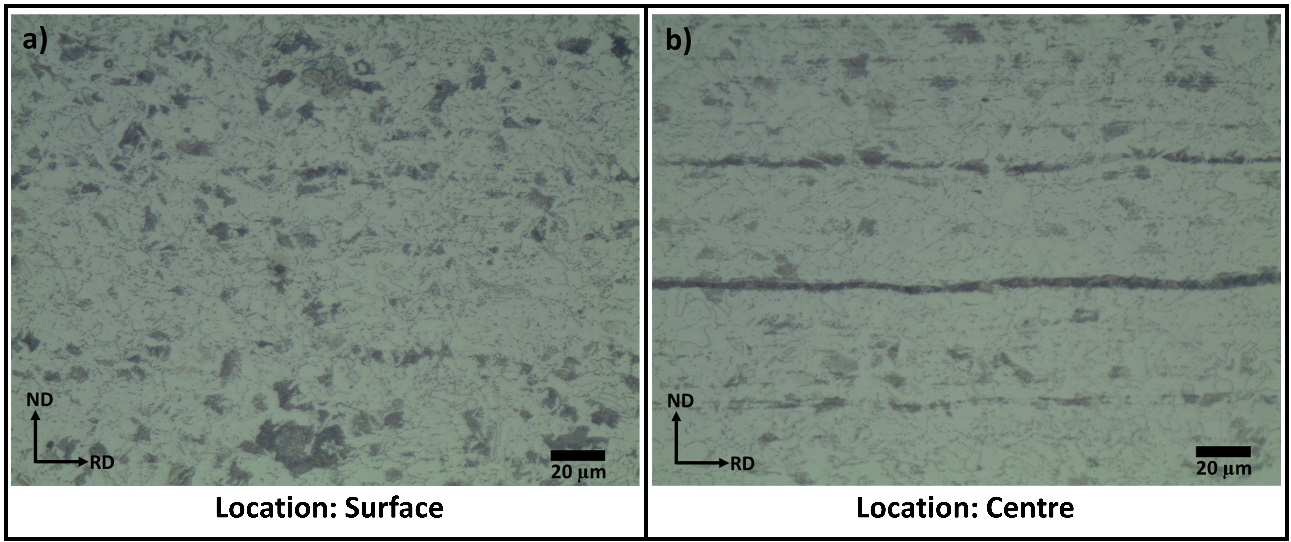 a)
ND
RD
20 μm
Location: Surface
b)
ND
RD
20 μm
Location: Centre